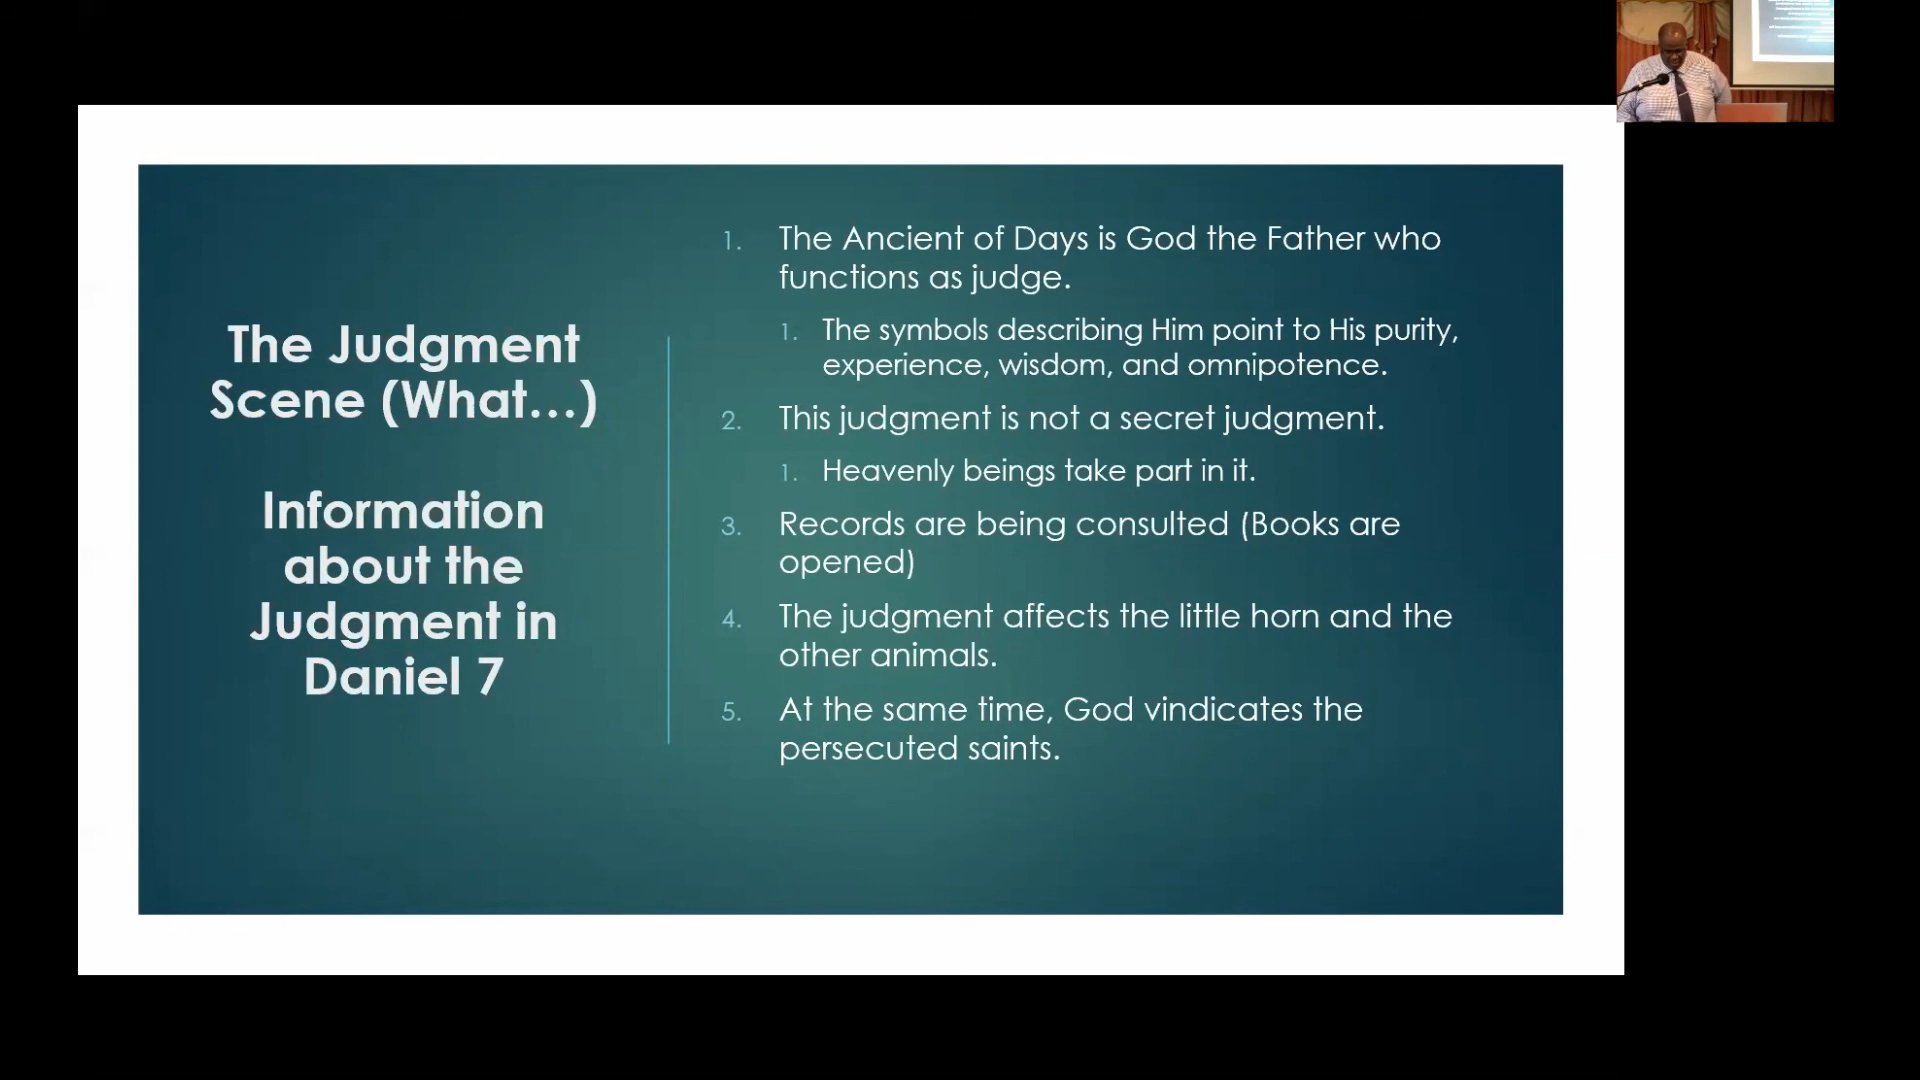 The Judgment
Scene (What...)
Information
about the
Judgment in
Daniel 7
1. The Ancient of Days is God the Father who
functions as judge.
1. The symbols describing Him point to His purity,
experience, wisdom, and omnipotence.
2. This judgment is not a secret judgment.
1. Heavenly beings take part in it.
3. Records are being consulted (Books are
opened)
4. The judgment affects the little horn and the
other animals.
5. At the same time, God vindicates the
persecuted saints.